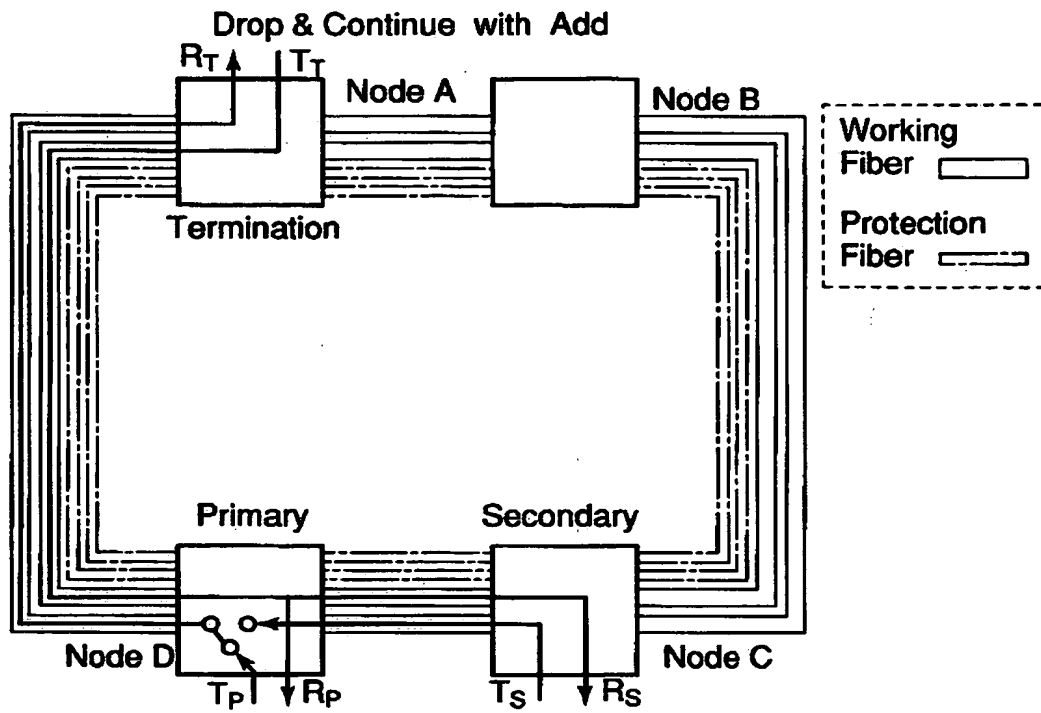 Drop & Continue with Add
RT
TT
Node A
Node B
Working
Fiber
Protection
Fiber
Termination
Primary
Secondary
Node D
Node C
TP
RP
TS
RS